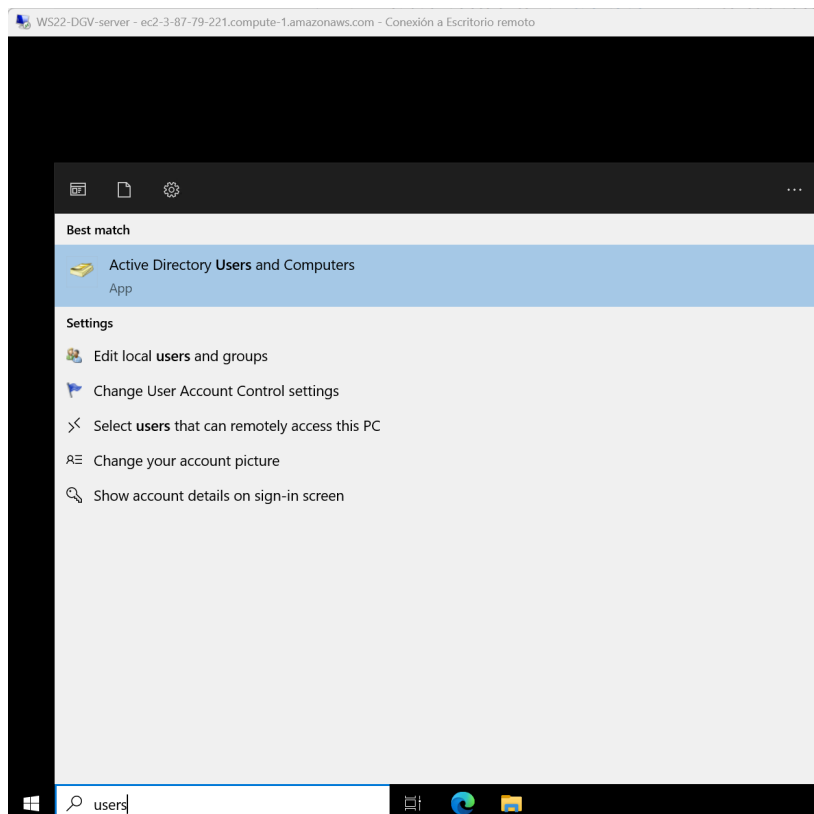 WS22-DGV-server - ec2-3-87-79-221.compute-1.amazonaws.com - Conexión a Escritorio remoto
Best match
Active Directory Users and Computers
App
Settings
Edit local users and groups
Change User Account Control settings
Select users that can remotely access this PC
Change your account picture
Show account details on sign-in screen
users